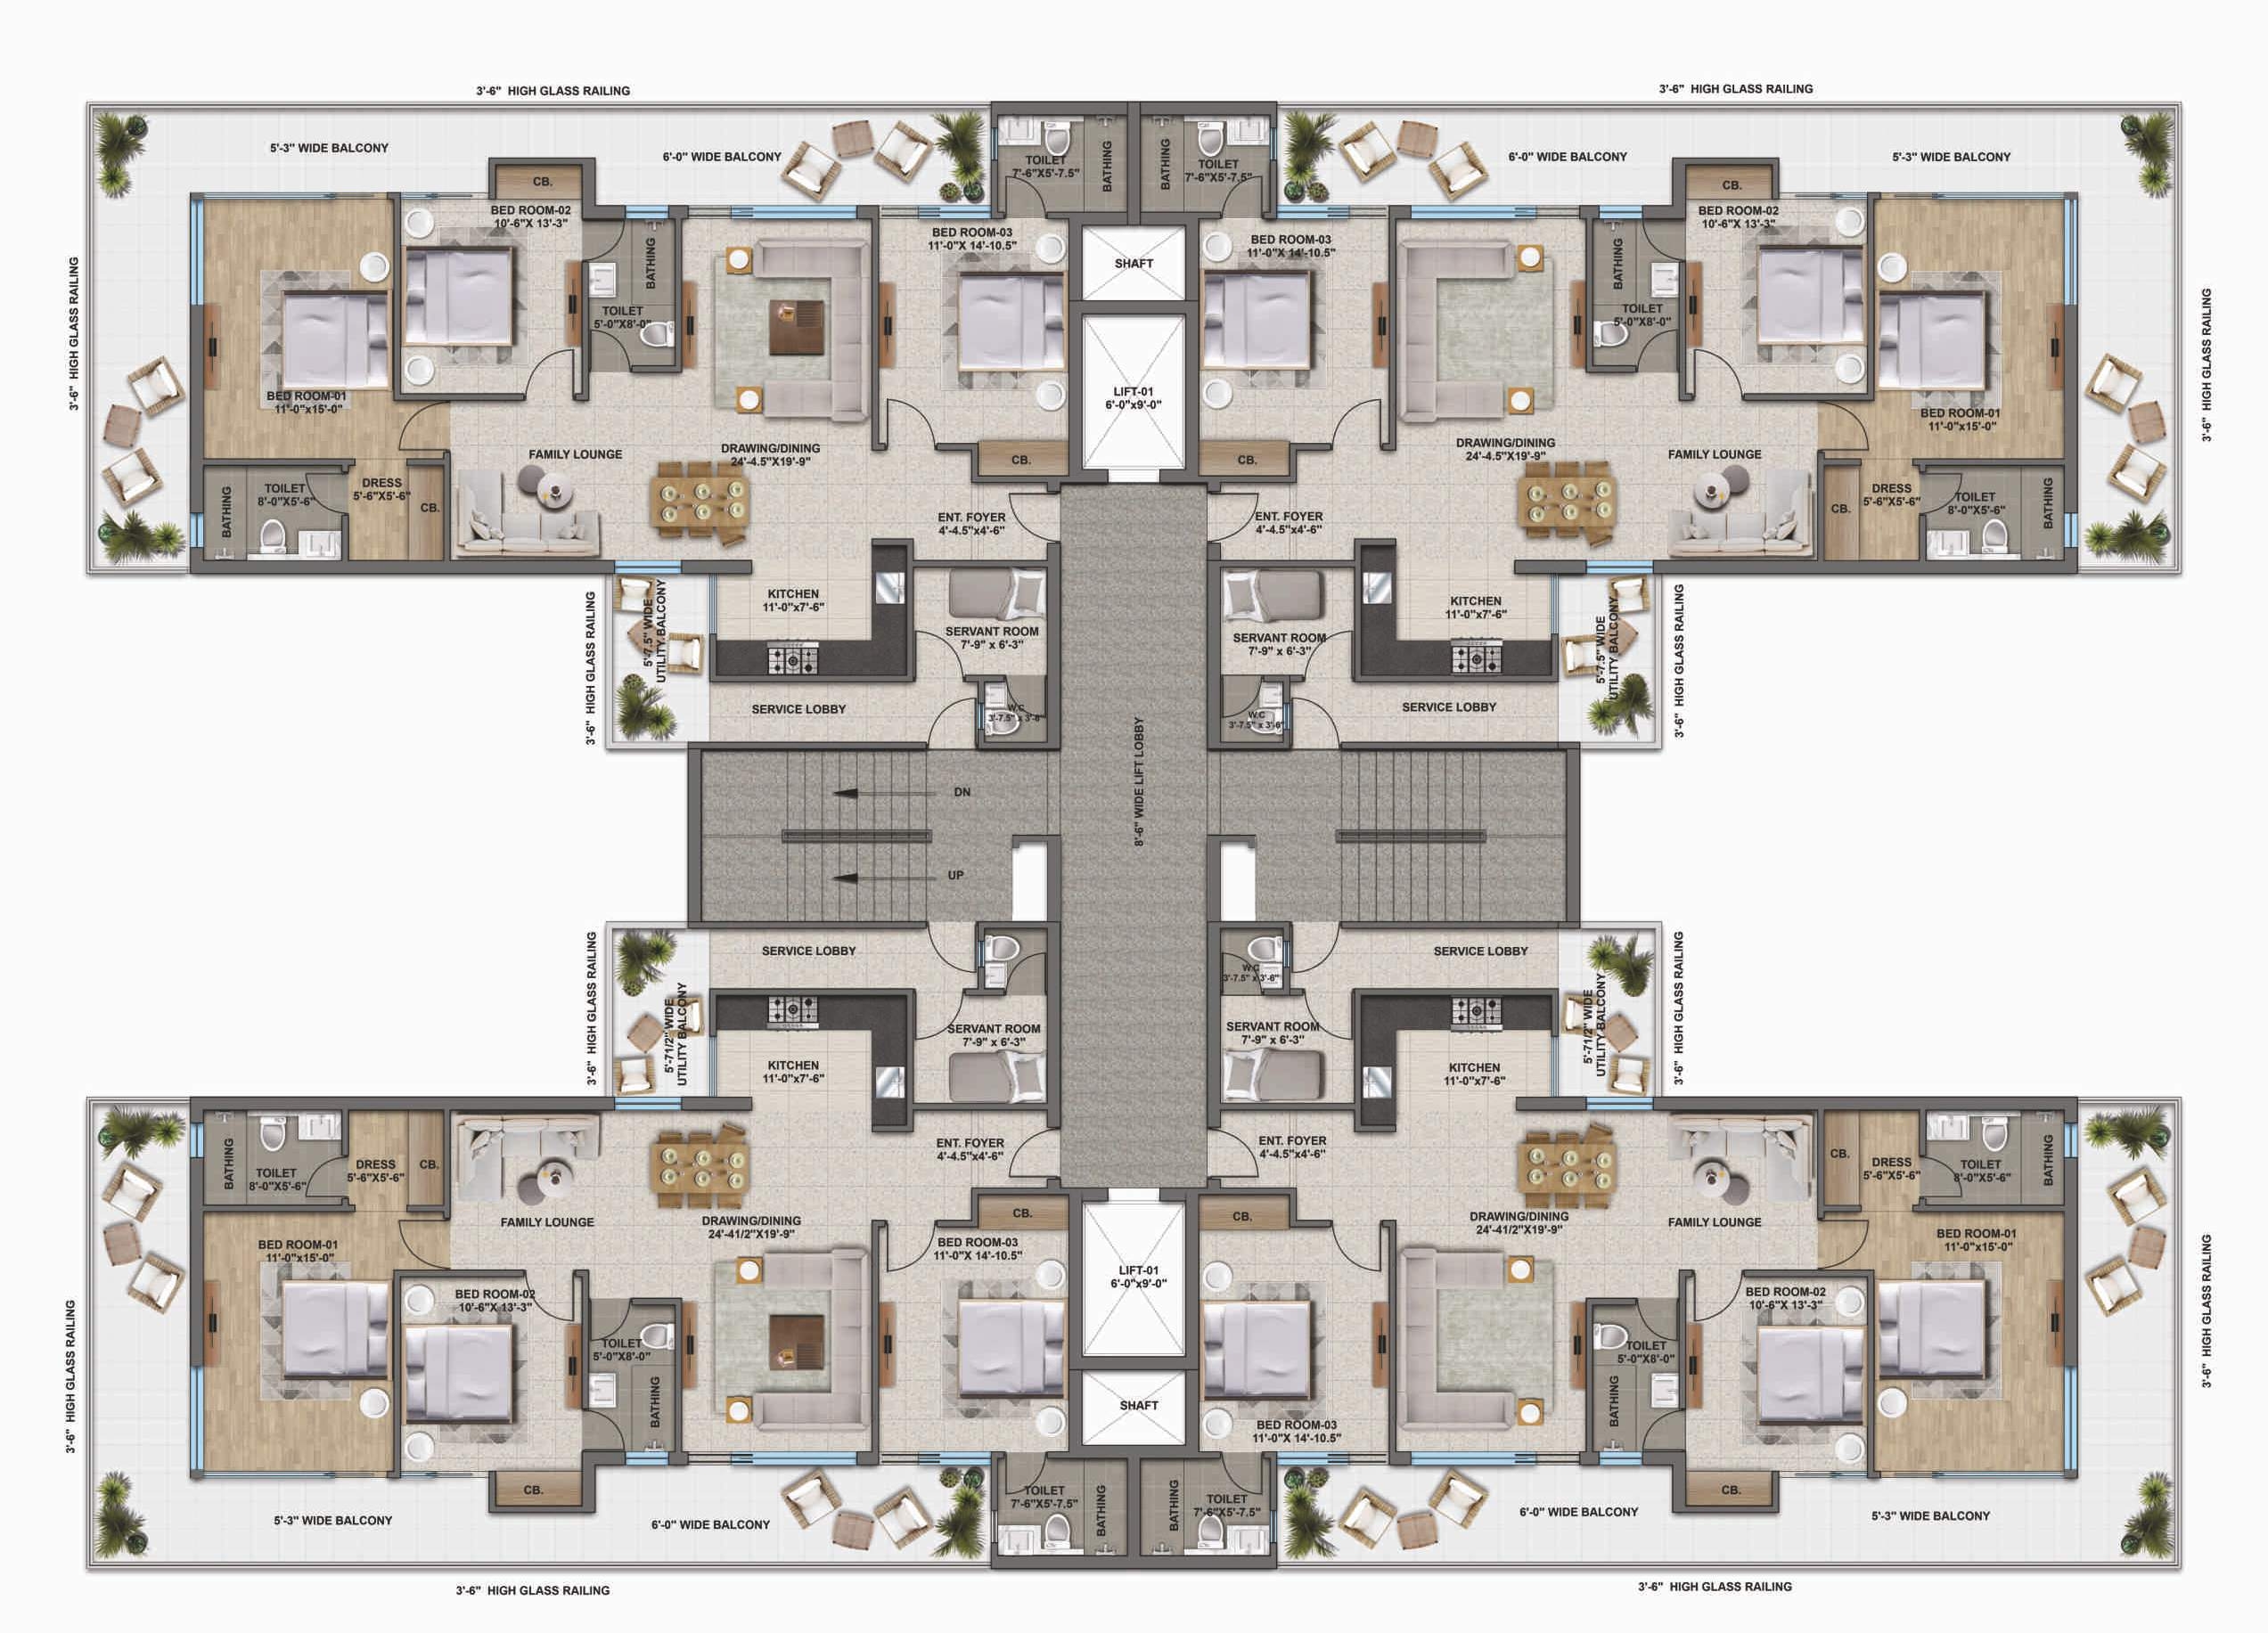 3'-6" HIGH GLASS RAILING
3'-6" HIGH GLASS RAILING
5'-3" WIDE BALCONY
6'-0" WIDE BALCONY
6'-0" WIDE BALCONY
5'-3" WIDE BALCONY
3'-6" HIGH GLASS RAILING
CB.
BED ROOM-02
10'-6"X 13'-3"
BATHING
TOILET
5'-0"X8'-0"
BED ROOM-01
11'-0"x15'-0"
BED ROOM-03
11'-0"X 14'-10.5"
TOILET
7'-6"X5'-7.5"
BATHING
DRAWING/DINING
24'-4.5"X19'-9"
FAMILY LOUNGE
CB.
BATHING
TOILET
8'-0"X5'-6"
DRESS
5'-6"X5'-6"
CB.
ENT. FOYER
4'-4.5"x4'-6"
KITCHEN
11'-0"x7'-6"
SERVANT ROOM
7'-9" x 6'-3"
W.C
3'-7.5" x 3'-6"
SERVICE LOBBY
5'-7.5" WIDE
UTILITY BALCONY
3'-6" HIGH GLASS RAILING
SHAFT
LIFT-01
6'-0"x9'-0"
BATHING
TOILET
7'-6"X5'-7.5"
BED ROOM-03
11'-0"X 14'-10.5"
CB.
BATHING
TOILET
5'-0"X8'-0"
CB.
BED ROOM-02
10'-6"X 13'-3"
BED ROOM-01
11'-0"x15'-0"
3'-6" HIGH GLASS RAILING
DRAWING/DINING
24'-4.5"X19'-9"
FAMILY LOUNGE
CB.
DRESS
5'-6"X5'-6"
TOILET
8'-0"X5'-6"
BATHING
ENT. FOYER
4'-4.5"x4'-6"
KITCHEN
11'-0"x7'-6"
SERVANT ROOM
7'-9" x 6'-3"
W.C
3'-7.5" x 3'-6"
SERVICE LOBBY
5'-7.5" WIDE
UTILITY BALCONY
3'-6" HIGH GLASS RAILING
8'-6" WIDE LIFT LOBBY
DN
UP
3'-6" HIGH GLASS RAILING
SERVICE LOBBY
5'-71/2" WIDE
UTILITY BALCONY
SERVANT ROOM
7'-9" x 6'-3"
KITCHEN
11'-0"x7'-6"
ENT. FOYER
4'-4.5"x4'-6"
BATHING
TOILET
8'-0"X5'-6"
DRESS
5'-6"X5'-6"
CB.
FAMILY LOUNGE
DRAWING/DINING
24'-41/2"X19'-9"
CB.
BED ROOM-03
11'-0"X 14'-10.5"
BED ROOM-01
11'-0"x15'-0"
BED ROOM-02
10'-6"X 13'-3"
TOILET
5'-0"X8'-0"
BATHING
CB.
3'-6" HIGH GLASS RAILING
TOILET
7'-6"X5'-7.5"
BATHING
5'-3" WIDE BALCONY
6'-0" WIDE BALCONY
LIFT-01
6'-0"x9'-0"
SHAFT
SERVICE LOBBY
W.C
3'-7.5" x 3'-6"
SERVANT ROOM
7'-9" x 6'-3"
5'-71/2" WIDE
UTILITY BALCONY
3'-6" HIGH GLASS RAILING
KITCHEN
11'-0"x7'-6"
ENT. FOYER
4'-4.5"x4'-6"
CB.
DRESS
5'-6"X5'-6"
TOILET
8'-0"X5'-6"
BATHING
CB.
DRAWING/DINING
24'-41/2"X19'-9"
FAMILY LOUNGE
BED ROOM-01
11'-0"x15'-0"
BED ROOM-02
10'-6"X 13'-3"
TOILET
5'-0"X8'-0"
BATHING
BED ROOM-03
11'-0"X 14'-10.5"
CB.
3'-6" HIGH GLASS RAILING
BATHING
TOILET
7'-6"X5'-7.5"
6'-0" WIDE BALCONY
5'-3" WIDE BALCONY
3'-6" HIGH GLASS RAILING
3'-6" HIGH GLASS RAILING